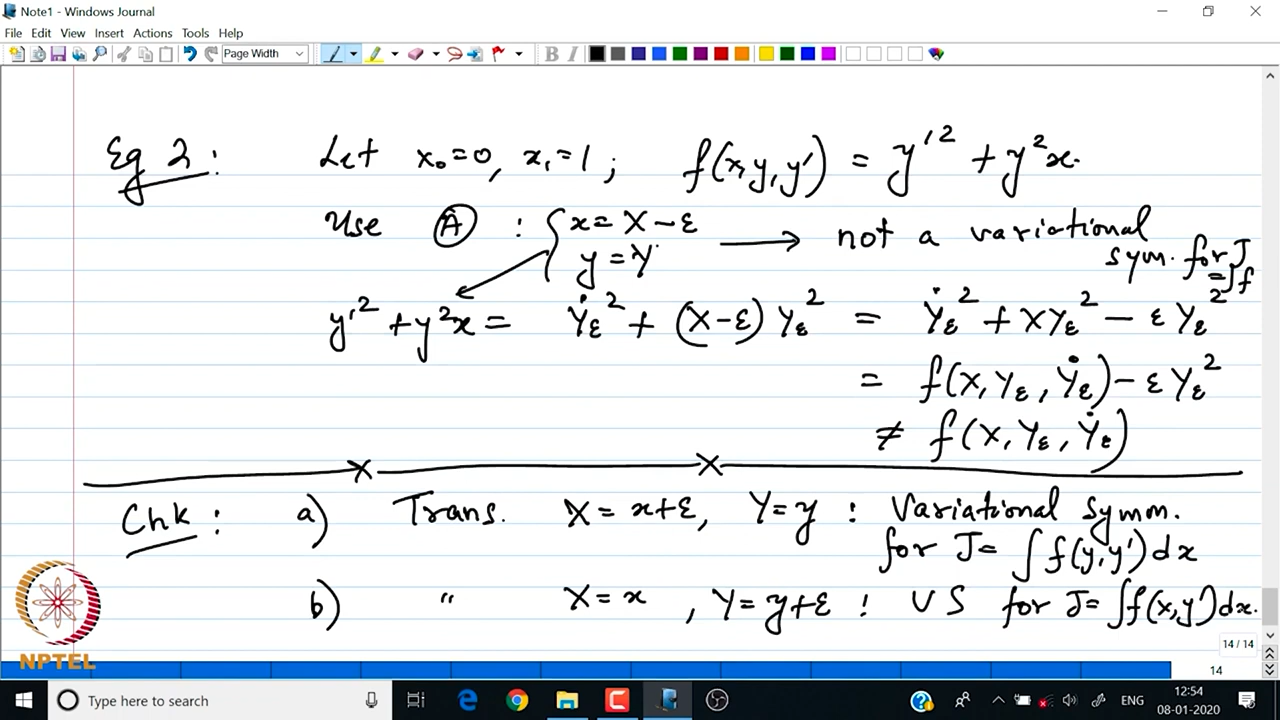 Note1 - Windows Journal
File Edit View Insert Actions Tools Help
Page Width B I
Eg 2 : Let x₀=0, x₁=1 ; f(x,y,y') = y'² + y²x.
Use Ⓐ : { x = X-ε
y = Y → not a variational
sym. for J
= ∫f
y'² + y²x = Ẏε² + (X-ε) Yε² = Ẏε² + XYε² - εYε²
= f(X, Yε, Ẏε) - εYε²
≠ f(X, Yε, Ẏε)
Chk : a) Trans. X = x+ε, Y = y : Variational Symm.
for J = ∫ f(y,y') dx
b) " X = x , Y = y+ε : VS for J = ∫f(x,y')dx.
NPTEL
14 / 14
14
Type here to search
ENG
12:54
08-01-2020